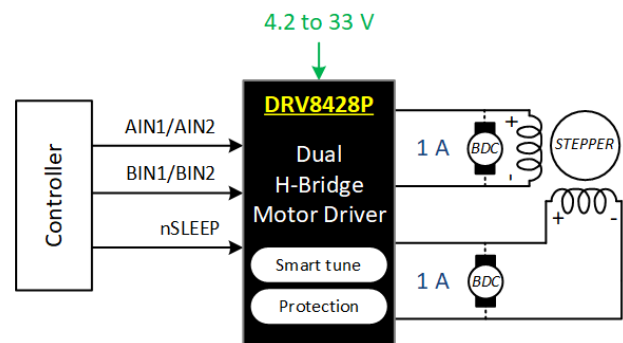 4.2 to 33 V
Controller
AIN1/AIN2
BIN1/BIN2
nSLEEP
DRV8428P
Dual
H-Bridge
Motor Driver
Smart tune
Protection
1 A
BDC
+
-
STEPPER
+
-
1 A
BDC